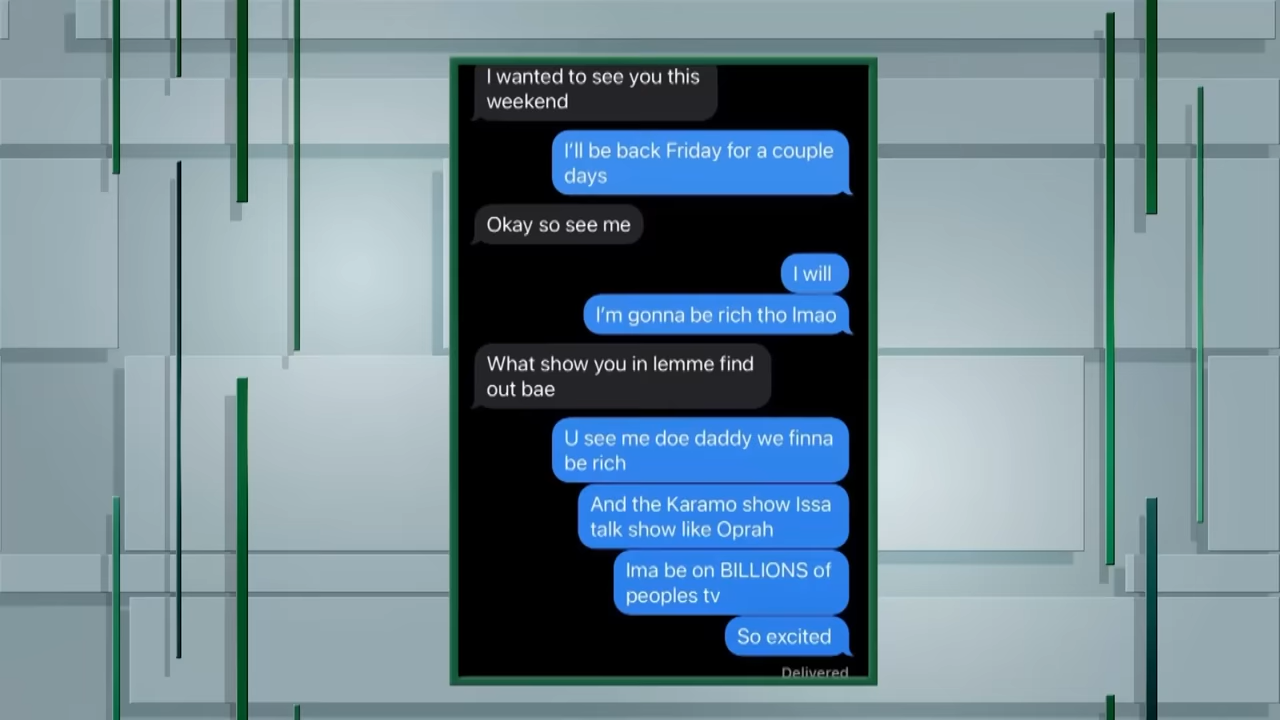 I wanted to see you this
weekend
I'll be back Friday for a couple
days
Okay so see me
I will
I'm gonna be rich tho lmao
What show you in lemme find
out bae
U see me doe daddy we finna
be rich
And the Karamo show Issa
talk show like Oprah
Ima be on BILLIONS of
peoples tv
So excited
Delivered